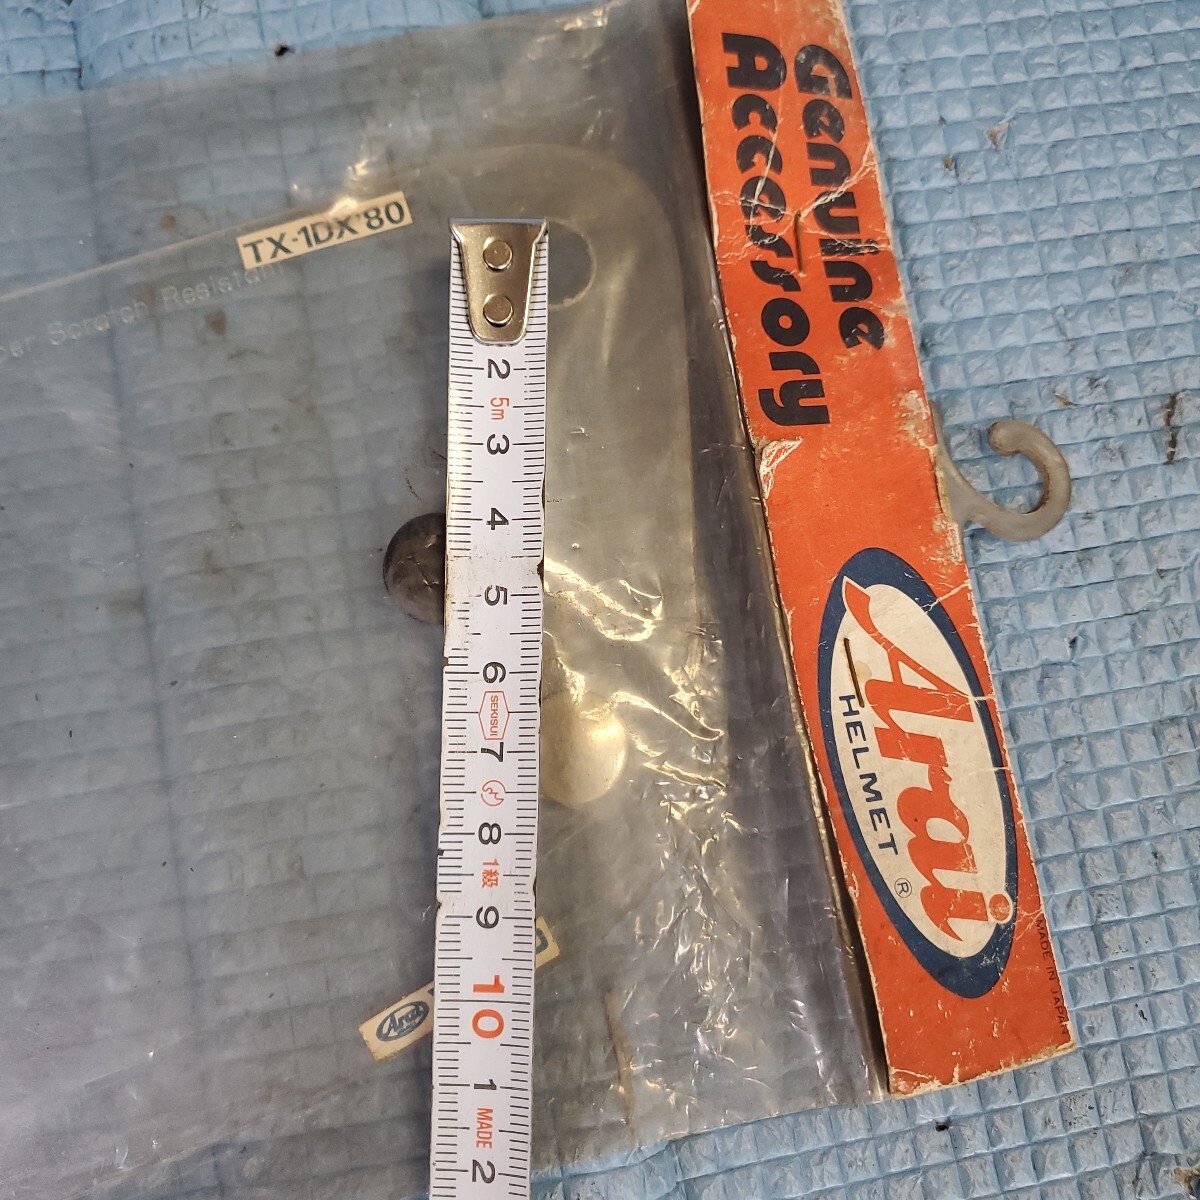 Genuine
Accessory
TX-1DX'80
Scratch Resistant
Arai
HELMET
®
MADE IN JAPAN
2
5m
3
4
5
6
SEKISUI
7
8
1級
9
10
1
MADE
2
Arai